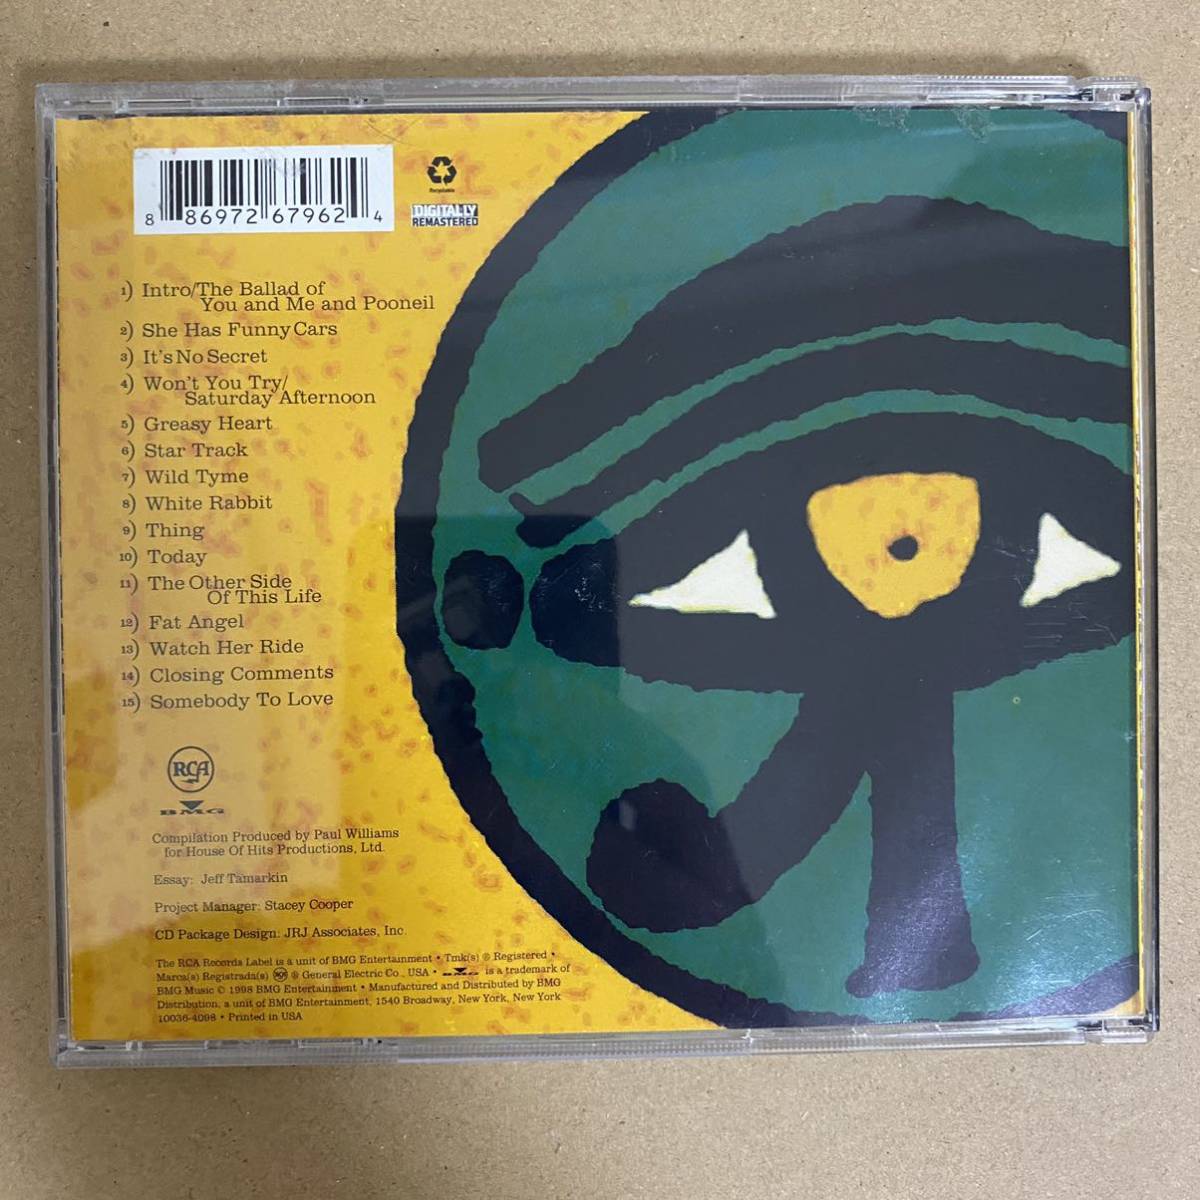 8 86972 67962 4
Recyclable
DIGITALLY
REMASTERED
1) Intro/The Ballad of
You and Me and Pooneil
2) She Has Funny Cars
3) It's No Secret
4) Won't You Try/
Saturday Afternoon
5) Greasy Heart
6) Star Track
7) Wild Tyme
8) White Rabbit
9) Thing
10) Today
11) The Other Side
Of This Life
12) Fat Angel
13) Watch Her Ride
14) Closing Comments
15) Somebody To Love
RCA
BMG
Compilation Produced by Paul Williams
for House Of Hits Productions, Ltd.
Essay: Jeff Tamarkin
Project Manager: Stacey Cooper
CD Package Design: JRJ Associates, Inc.
The RCA Records Label is a unit of BMG Entertainment • Tmk(s) ® Registered •
Marca(s) Registrada(s) RCA ® General Electric Co., USA • BMG is a trademark of
BMG Music © 1998 BMG Entertainment • Manufactured and Distributed by BMG
Distribution, a unit of BMG Entertainment, 1540 Broadway, New York, New York
10036-4098 • Printed in USA